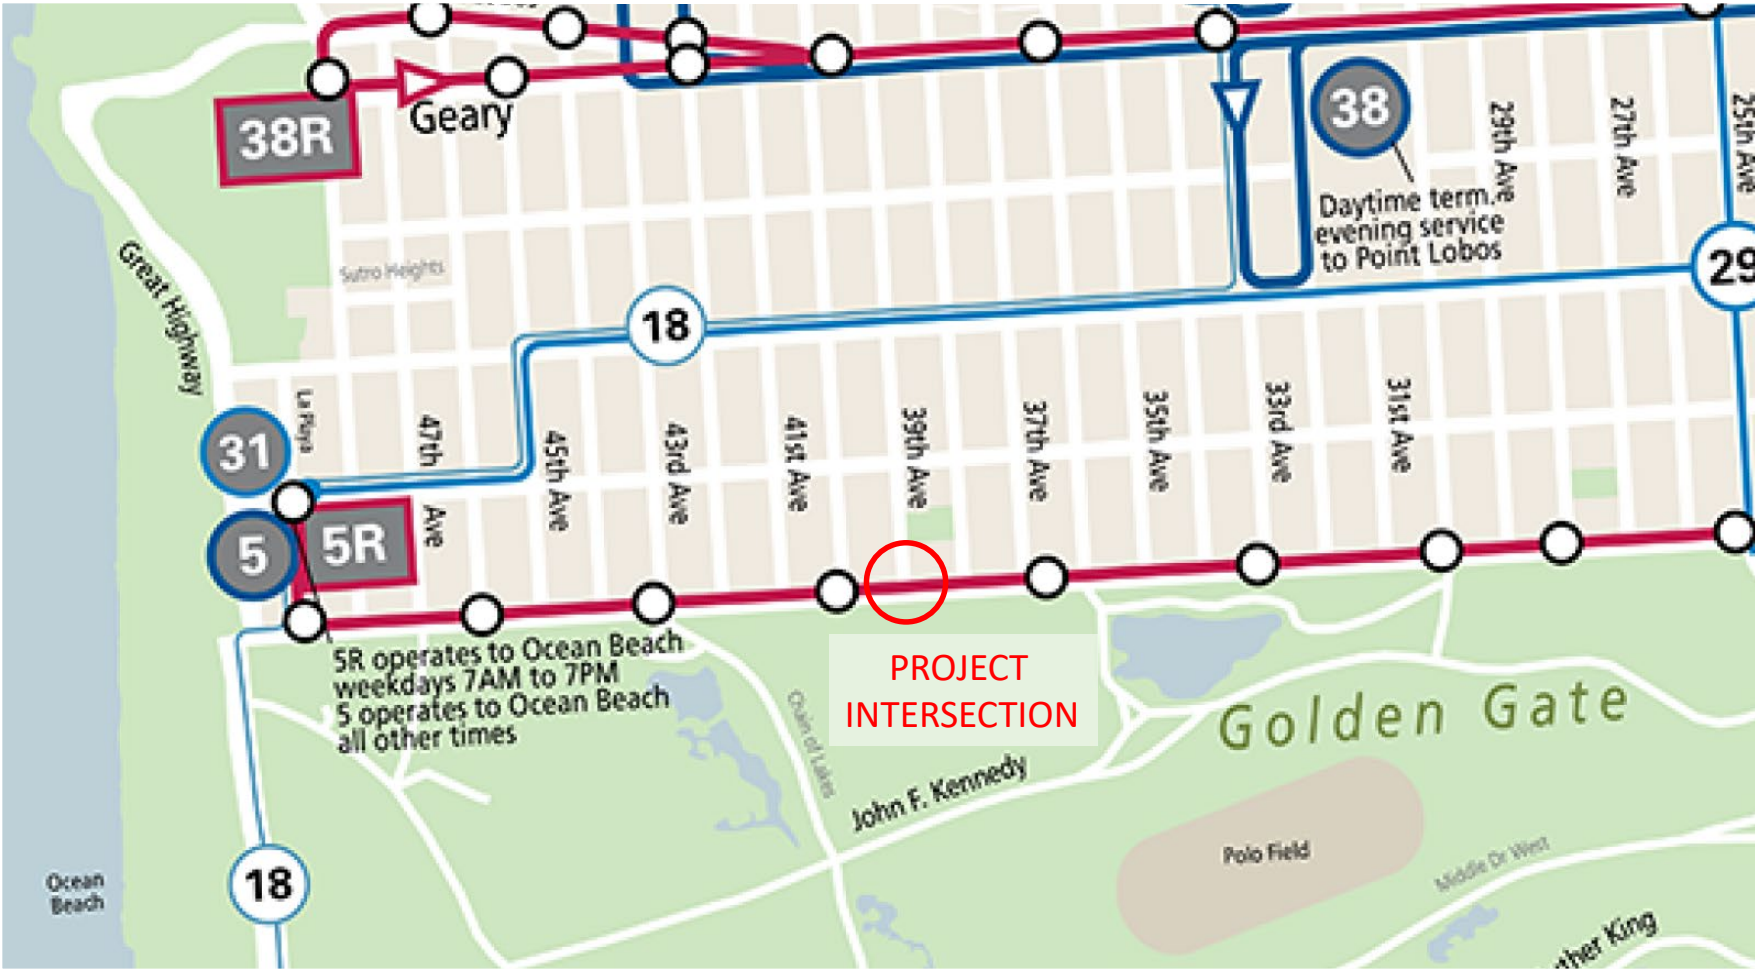 38R
Geary
38
Daytime term.
evening service
to Point Lobos
29th Ave
27th Ave
25th Ave
29
Great Highway
Sutro Heights
18
La Playa
31
5
5R
47th
Ave
45th Ave
43rd Ave
41st Ave
39th Ave
37th Ave
35th Ave
33rd Ave
31st Ave
5R operates to Ocean Beach
weekdays 7AM to 7PM
5 operates to Ocean Beach
all other times
PROJECT
INTERSECTION
Chain of Lakes
John F. Kennedy
Golden Gate
Polo Field
Middle Dr West
ther King
Ocean
Beach
18